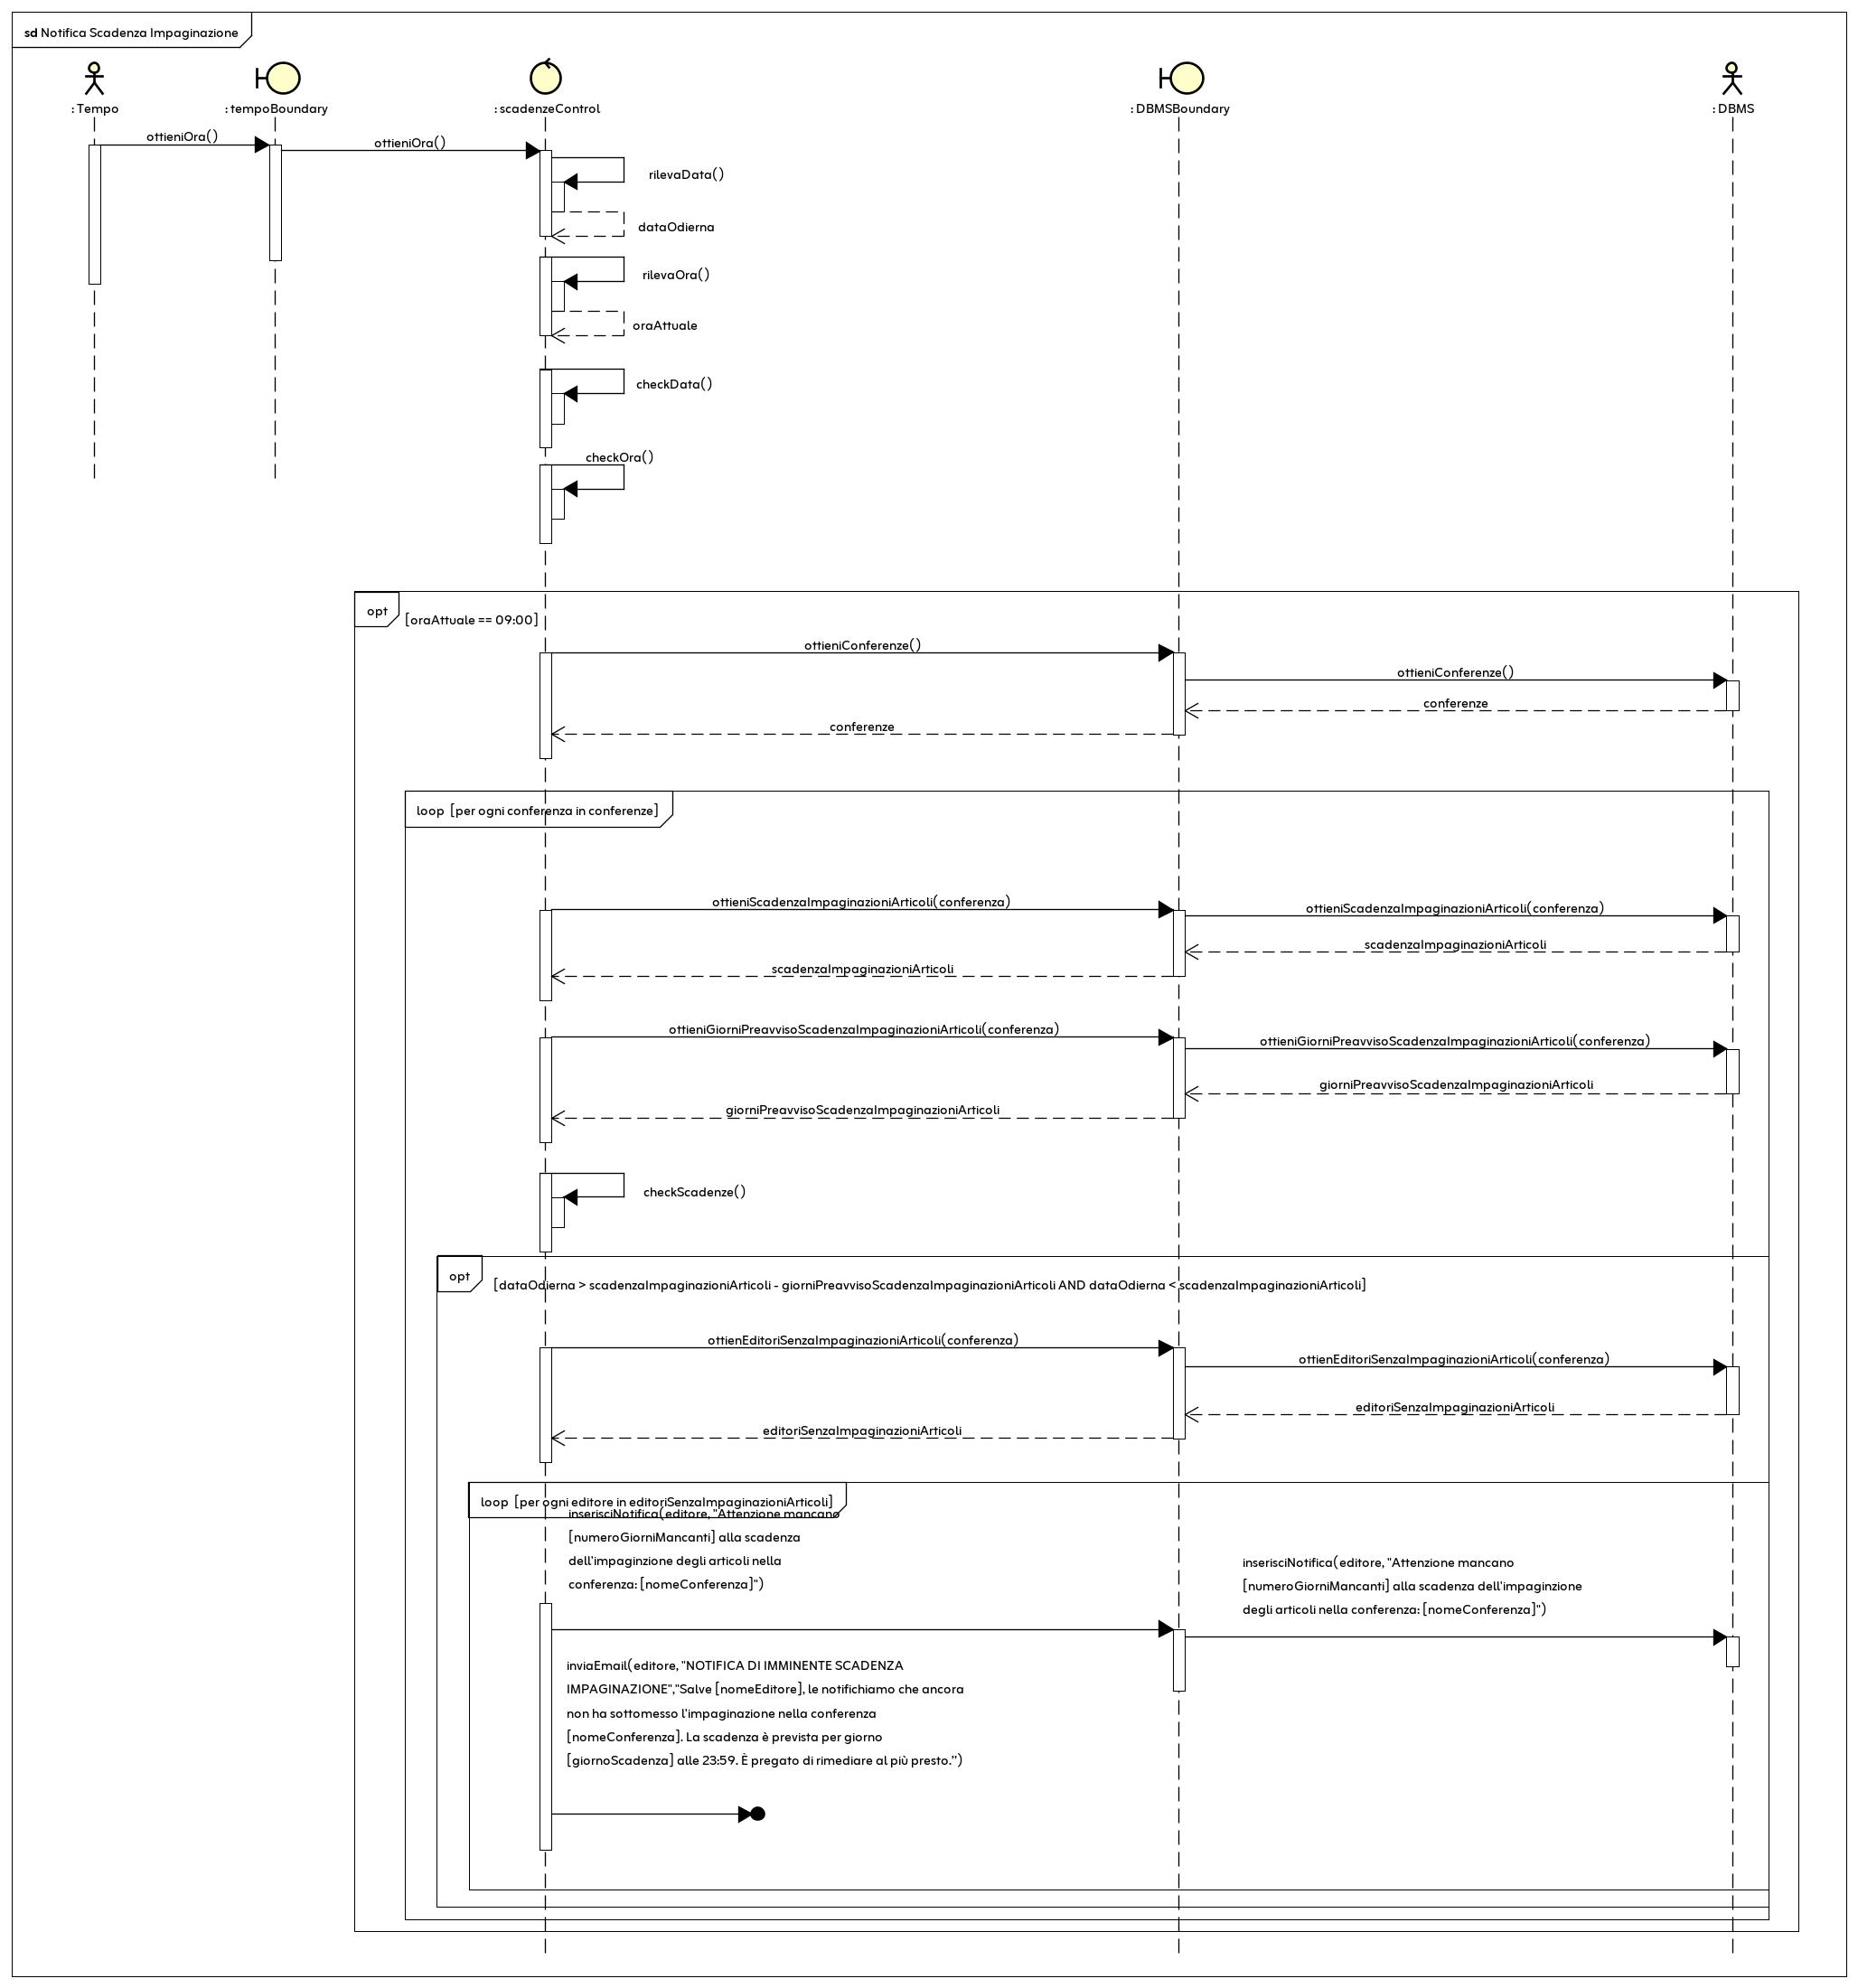 sd Notifica Scadenza Impaginazione
: Tempo
: tempoBoundary
: scadenzeControl
: DBMSBoundary
: DBMS
ottieniOra()
ottieniOra()
rilevaData()
dataOdierna
rilevaOra()
oraAttuale
checkData()
checkOra()
opt
[oraAttuale == 09:00]
ottieniConferenze()
ottieniConferenze()
conferenze
conferenze
loop [per ogni conferenza in conferenze]
ottieniScadenzaImpaginazioniArticoli(conferenza)
ottieniScadenzaImpaginazioniArticoli(conferenza)
scadenzaImpaginazioniArticoli
scadenzaImpaginazioniArticoli
ottieniGiorniPreavvisoScadenzaImpaginazioniArticoli(conferenza)
ottieniGiorniPreavvisoScadenzaImpaginazioniArticoli(conferenza)
giorniPreavvisoScadenzaImpaginazioniArticoli
giorniPreavvisoScadenzaImpaginazioniArticoli
checkScadenze()
opt
[dataOdierna > scadenzaImpaginazioniArticoli - giorniPreavvisoScadenzaImpaginazioniArticoli AND dataOdierna < scadenzaImpaginazioniArticoli]
ottienEditoriSenzaImpaginazioniArticoli(conferenza)
ottienEditoriSenzaImpaginazioniArticoli(conferenza)
editoriSenzaImpaginazioniArticoli
editoriSenzaImpaginazioniArticoli
loop [per ogni editore in editoriSenzaImpaginazioniArticoli]
inserisciNotifica(editore, "Attenzione mancano
[numeroGiorniMancanti] alla scadenza
dell'impaginzione degli articoli nella
conferenza: [nomeConferenza]")
inserisciNotifica(editore, "Attenzione mancano
[numeroGiorniMancanti] alla scadenza dell'impaginzione
degli articoli nella conferenza: [nomeConferenza]")
inviaEmail(editore, "NOTIFICA DI IMMINENTE SCADENZA
IMPAGINAZIONE","Salve [nomeEditore], le notifichiamo che ancora
non ha sottomesso l'impaginazione nella conferenza
[nomeConferenza]. La scadenza è prevista per giorno
[giornoScadenza] alle 23:59. È pregato di rimediare al più presto.")